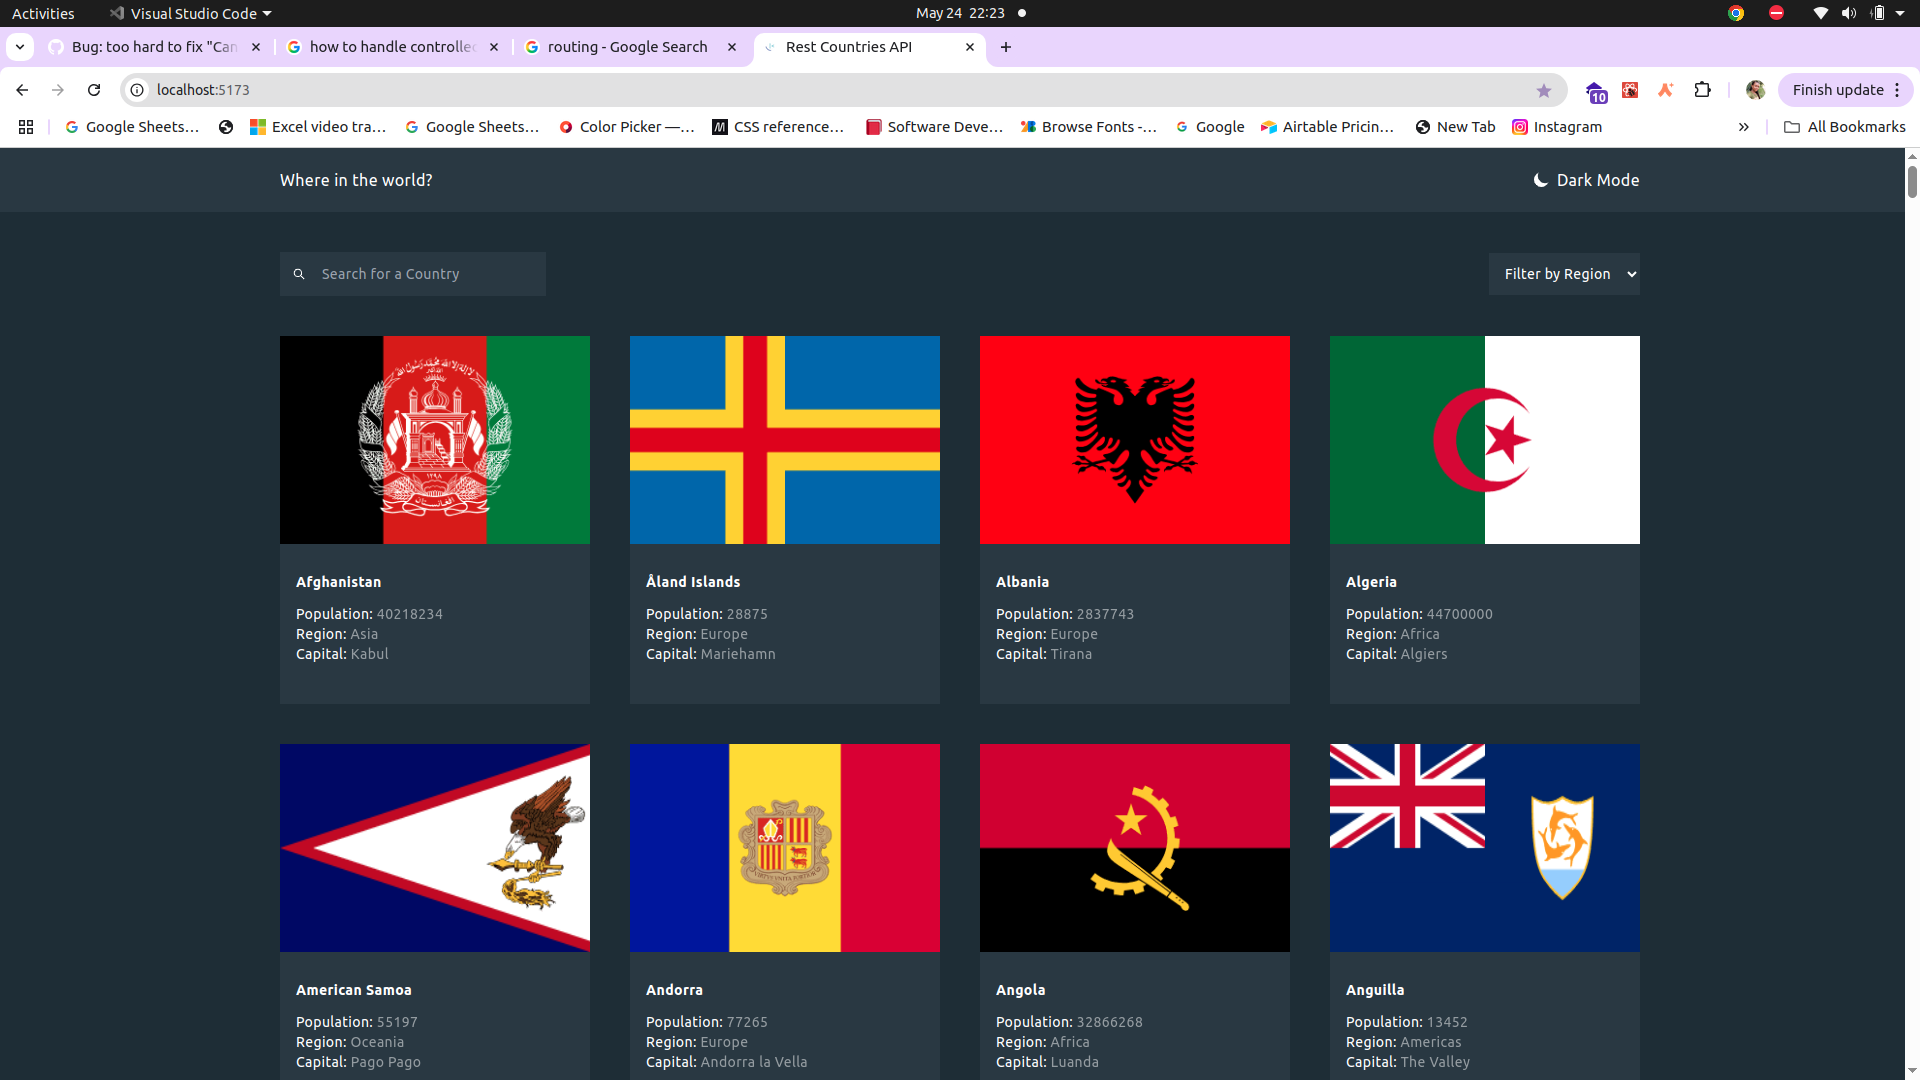 Activities
Visual Studio Code
May 24 22:23
Bug: too hard to fix "Can
how to handle controlled
routing - Google Search
Rest Countries API
localhost:5173
10
Finish update
Google Sheets…
Excel video tra…
Google Sheets…
Color Picker —…
CSS reference…
Software Deve…
Browse Fonts -…
Google
Airtable Pricin…
New Tab
Instagram
All Bookmarks
Where in the world?
Dark Mode
Search for a Country
Filter by Region
Afghanistan
Population: 40218234
Region: Asia
Capital: Kabul
Åland Islands
Population: 28875
Region: Europe
Capital: Mariehamn
Albania
Population: 2837743
Region: Europe
Capital: Tirana
Algeria
Population: 44700000
Region: Africa
Capital: Algiers
American Samoa
Population: 55197
Region: Oceania
Capital: Pago Pago
Andorra
Population: 77265
Region: Europe
Capital: Andorra la Vella
Angola
Population: 32866268
Region: Africa
Capital: Luanda
Anguilla
Population: 13452
Region: Americas
Capital: The Valley